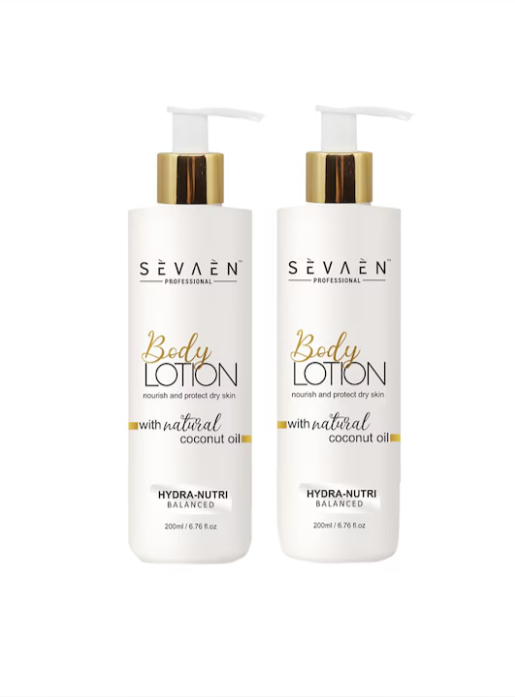 SĒVAĒN™
PROFESSIONAL
Body
LOTION
nourish and protect dry skin
with natural
coconut oil
HYDRA-NUTRI
BALANCED
200ml / 6.76 fl.oz
SÈVAÈN™
PROFESSIONAL
Body
LOTION
nourish and protect dry skin
with natural
coconut oil
HYDRA-NUTRI
BALANCED
200ml / 6.76 fl.oz